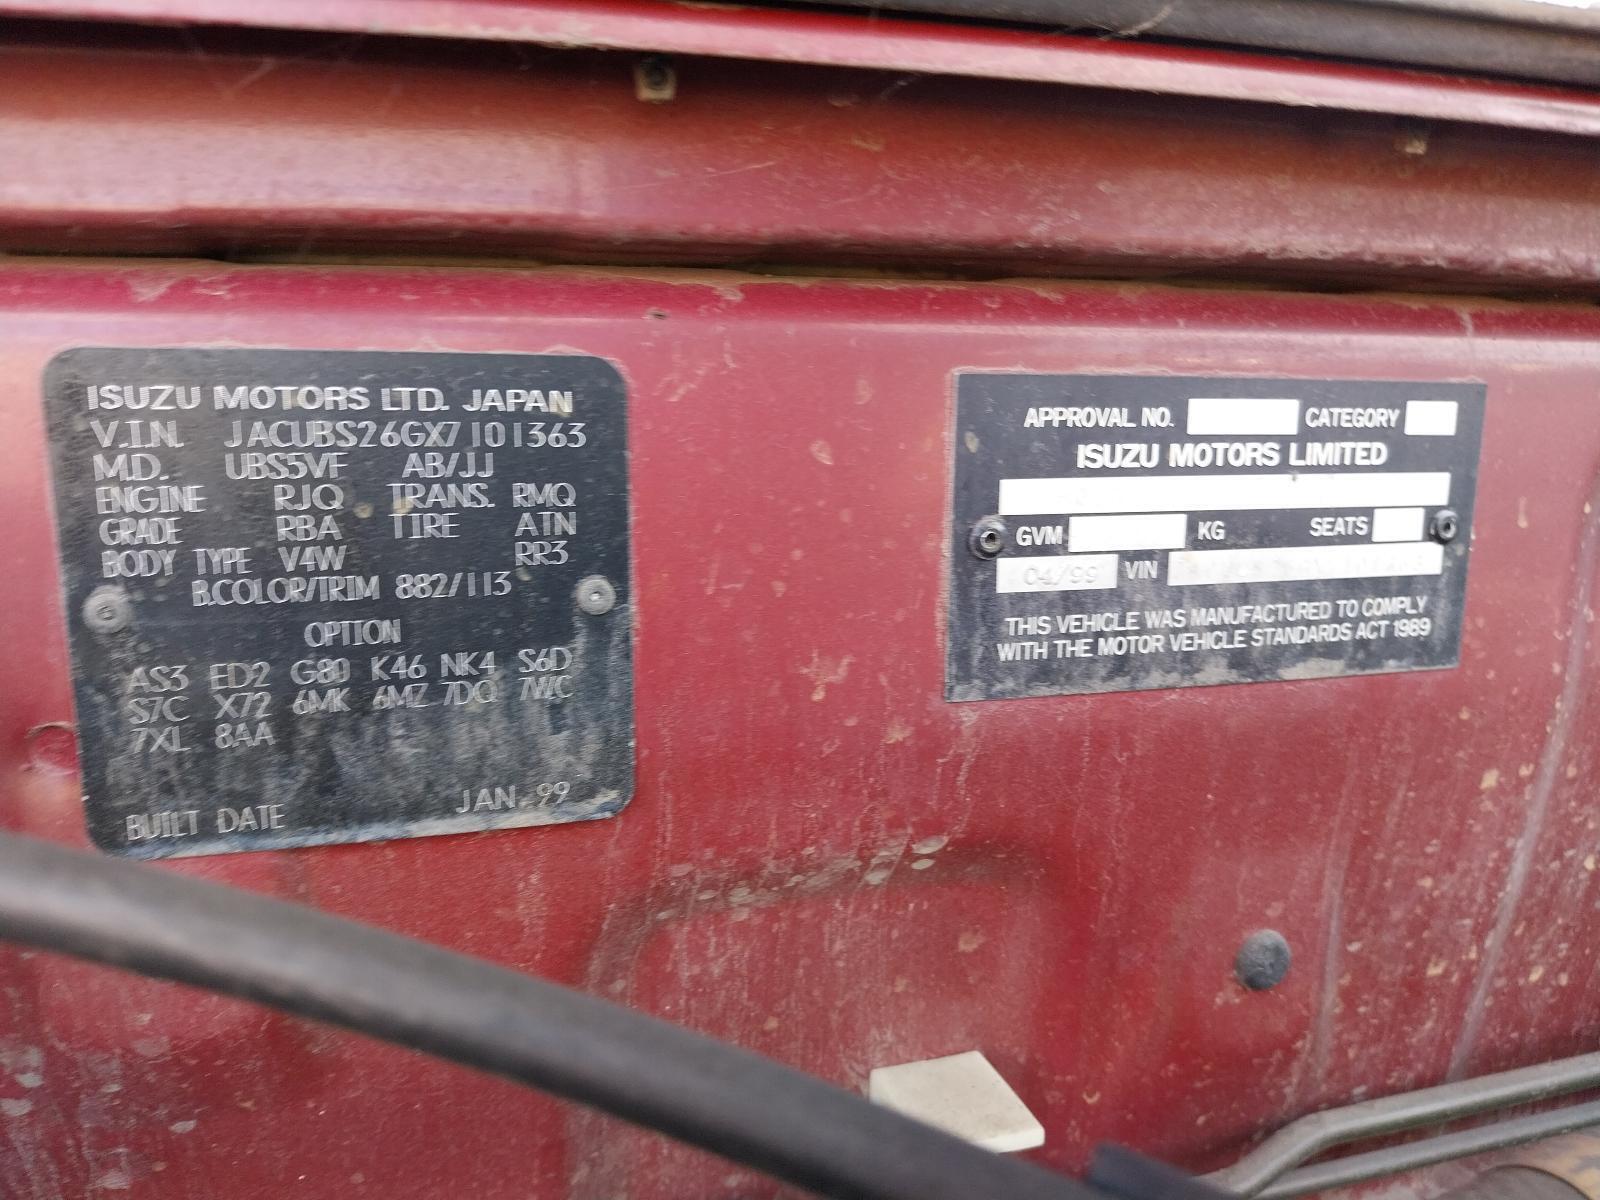 ISUZU MOTORS LTD. JAPAN
V.I.N. JACUBS26GX7101363
M.D. UBS5VF AB/JJ
ENGINE RJQ TRANS. RMQ
GRADE RBA TIRE ATN
BODY TYPE V4W RR3
B.COLOR/TRIM 882/113
OPTION
AS3 ED2 G80 K46 NK4 S6D
S7C X72 6MK 6MZ 7DQ 7WC
7XL 8AA
BUILT DATE JAN.99
APPROVAL NO. CATEGORY
ISUZU MOTORS LIMITED
GVM KG SEATS
04/99 VIN
THIS VEHICLE WAS MANUFACTURED TO COMPLY
WITH THE MOTOR VEHICLE STANDARDS ACT 1989